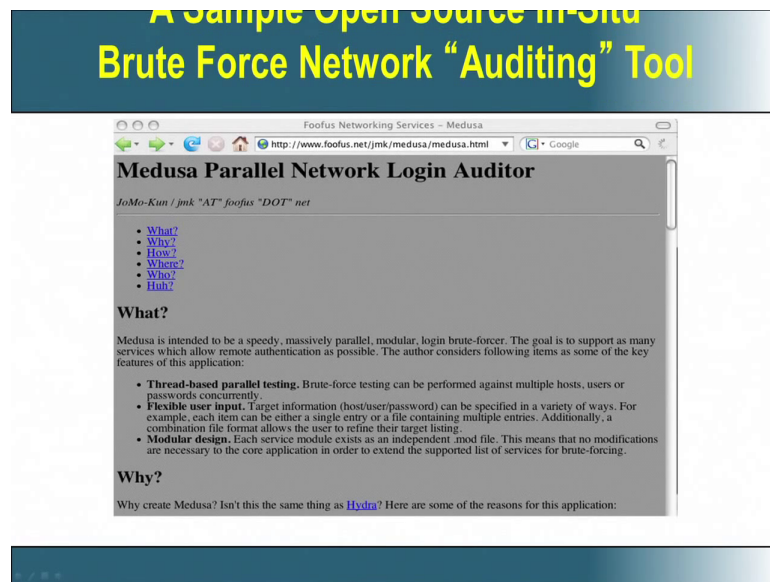 A Sample Open Source In-Situ
Brute Force Network “Auditing” Tool
Foofus Networking Services – Medusa
http://www.foofus.net/jmk/medusa/medusa.html
G
Google
Medusa Parallel Network Login Auditor
JoMo-Kun / jmk "AT" foofus "DOT" net
What?
Why?
How?
Where?
Who?
Huh?
What?
Medusa is intended to be a speedy, massively parallel, modular, login brute-forcer. The goal is to support as many
services which allow remote authentication as possible. The author considers following items as some of the key
features of this application:
• Thread-based parallel testing. Brute-force testing can be performed against multiple hosts, users or
passwords concurrently.
• Flexible user input. Target information (host/user/password) can be specified in a variety of ways. For
example, each item can be either a single entry or a file containing multiple entries. Additionally, a
combination file format allows the user to refine their target listing.
• Modular design. Each service module exists as an independent .mod file. This means that no modifications
are necessary to the core application in order to extend the supported list of services for brute-forcing.
Why?
Why create Medusa? Isn't this the same thing as Hydra? Here are some of the reasons for this application: